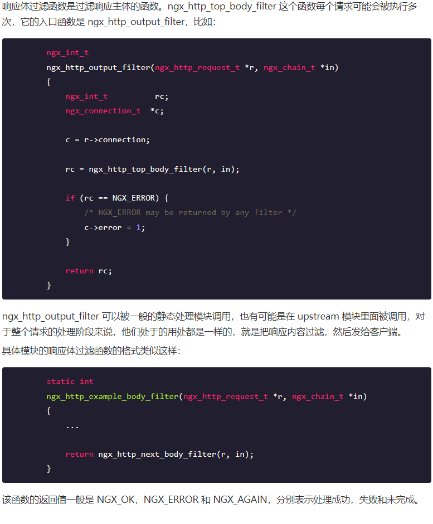 响应体过滤函数是过滤响应主体的函数。ngx_http_top_body_filter 这个函数每个请求可能会被执行多
次，它的入口函数是 ngx_http_output_filter，比如：
ngx_int_t
ngx_http_output_filter(ngx_http_request_t *r, ngx_chain_t *in)
{
    ngx_int_t          rc;
    ngx_connection_t  *c;

    c = r->connection;

    rc = ngx_http_top_body_filter(r, in);

    if (rc == NGX_ERROR) {
        /* NGX_ERROR may be returned by any filter */
        c->error = 1;
    }

    return rc;
}
ngx_http_output_filter 可以被一般的静态处理模块调用，也有可能是在 upstream 模块里面被调用，对
于整个请求的处理阶段来说，他们处于的用处都是一样的，就是把响应内容过滤，然后发给客户端。
具体模块的响应体过滤函数的格式类似这样：
static int
ngx_http_example_body_filter(ngx_http_request_t *r, ngx_chain_t *in)
{
    ...

    return ngx_http_next_body_filter(r, in);
}
该函数的返回值一般是 NGX_OK，NGX_ERROR 和 NGX_AGAIN，分别表示处理成功，失败和未完成。